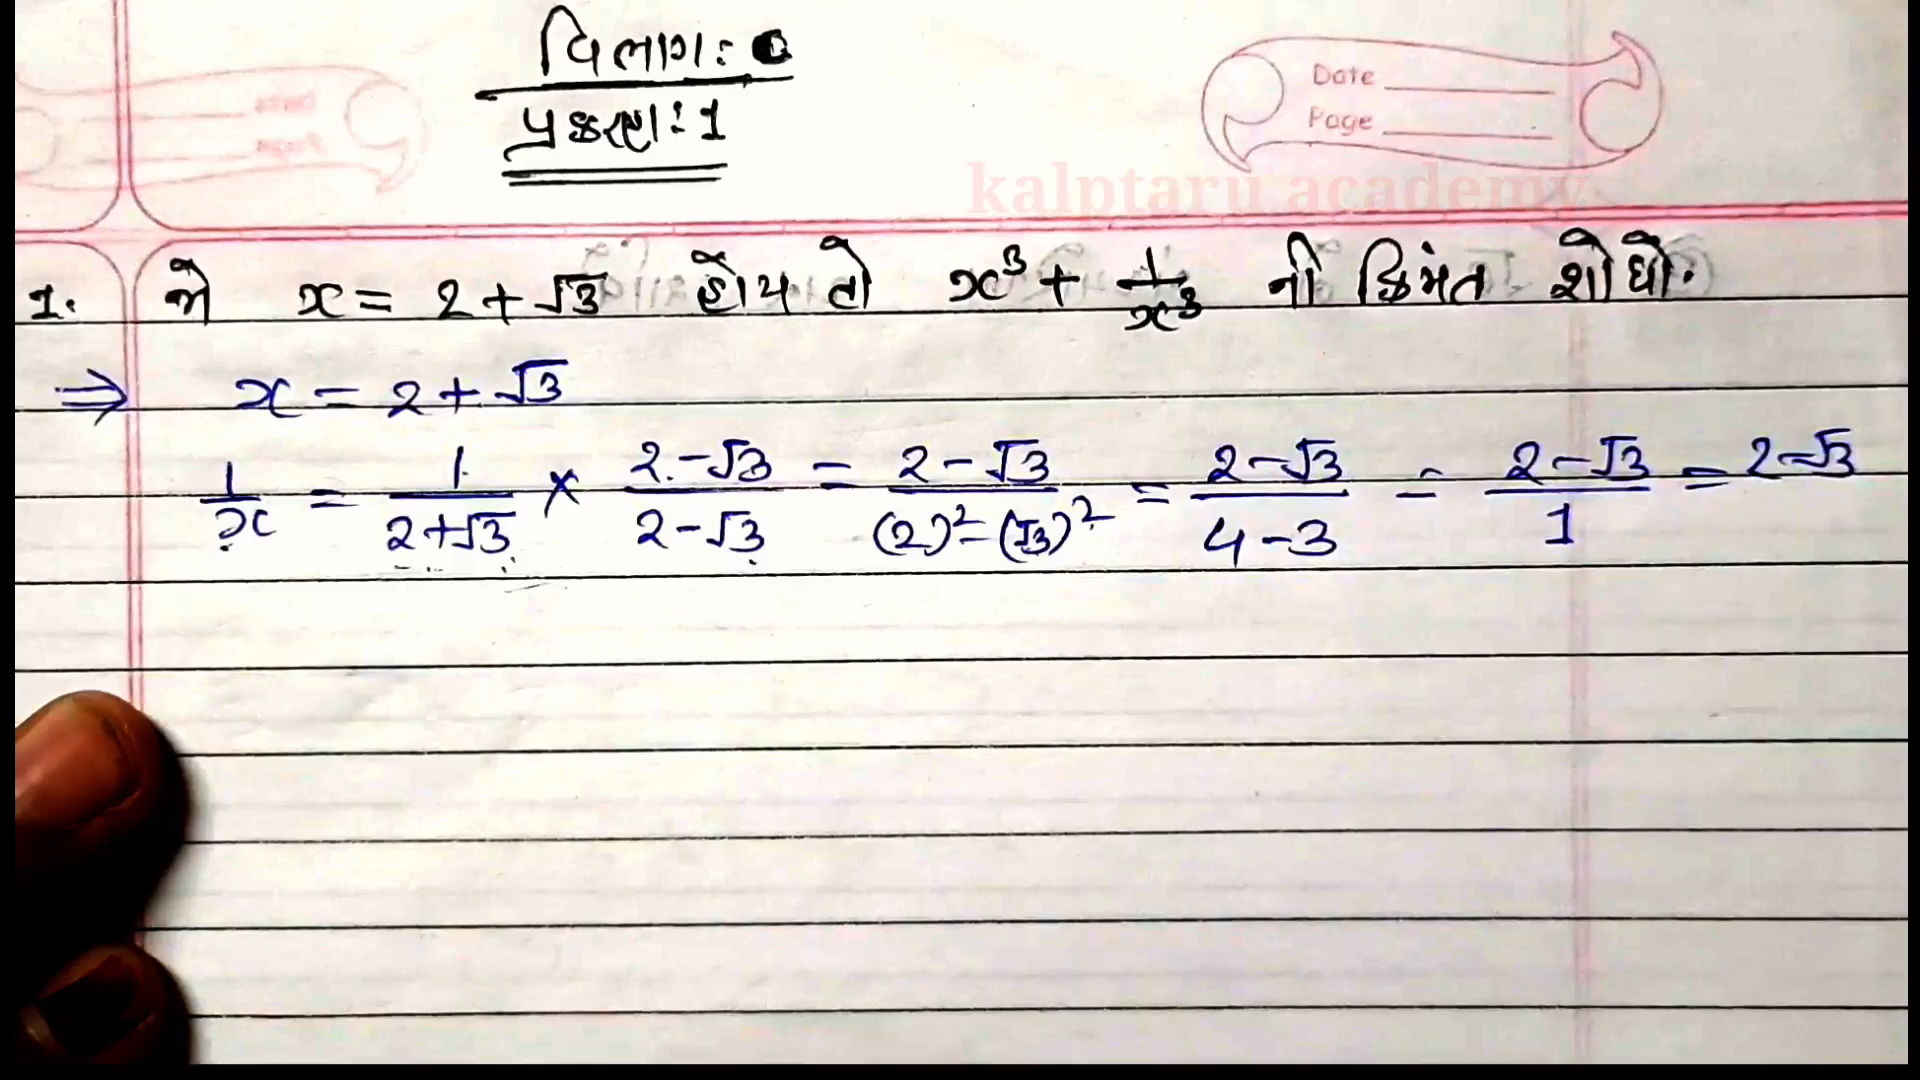 વિભાગ: C
પ્રકરણ: 1
Date
Page
kalptaru academy
1. જો x = 2 + √3 હોય તો x³ + 1/x³ ની કિંમત શોધો.
⇒ x = 2 + √3
1/x = 1/(2+√3) × (2-√3)/(2-√3) = (2-√3)/((2)²-(√3)²) = (2-√3)/(4-3) = (2-√3)/1 = 2-√3